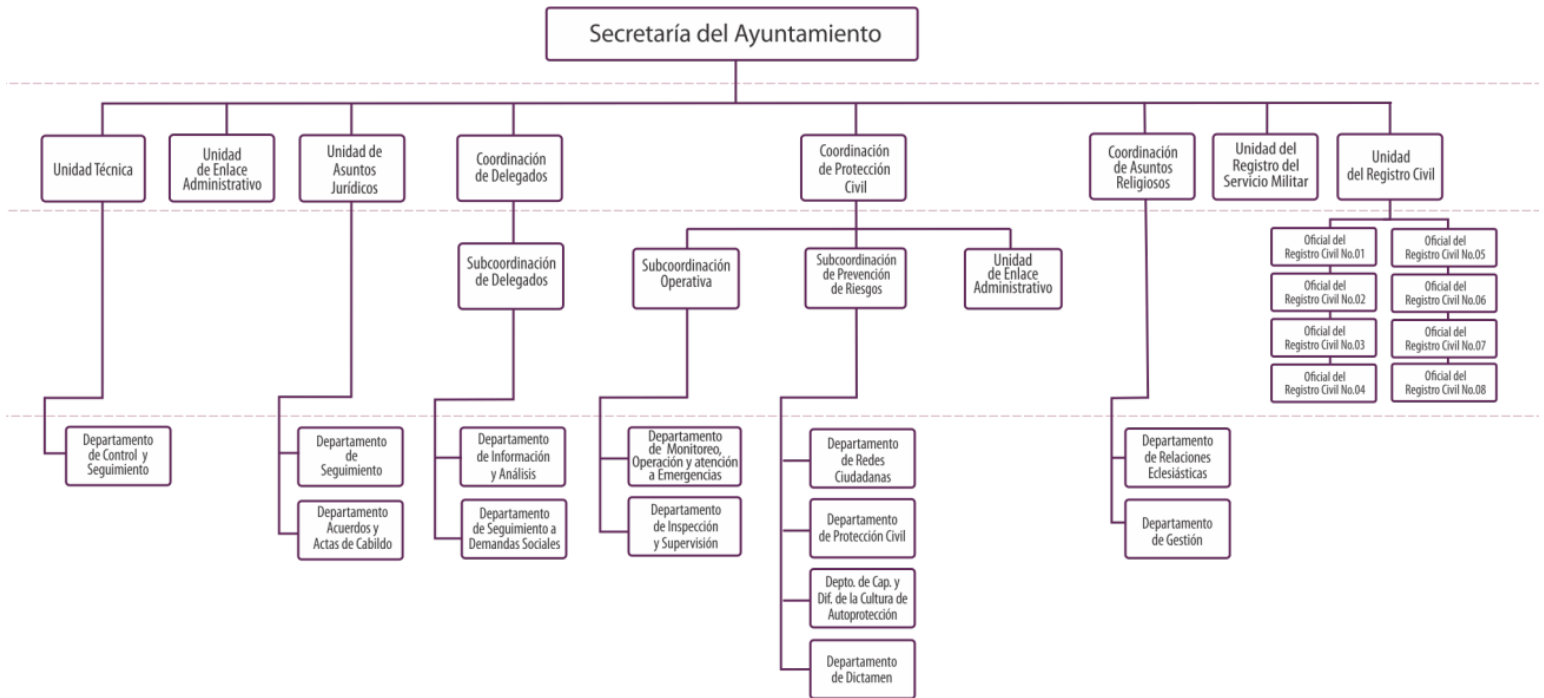 Secretaría del Ayuntamiento
Unidad Técnica
Unidad
de Enlace
Administrativo
Unidad de
Asuntos
Jurídicos
Coordinación
de Delegados
Coordinación
de Protección
Civil
Coordinación
de Asuntos
Religiosos
Unidad del
Registro del
Servicio Militar
Unidad
del Registro Civil
Subcoordinación
de Delegados
Subcoordinación
Operativa
Subcoordinación
de Prevención
de Riesgos
Unidad
de Enlace
Administrativo
Oficial del
Registro Civil No.01
Oficial del
Registro Civil No.02
Oficial del
Registro Civil No.03
Oficial del
Registro Civil No.04
Oficial del
Registro Civil No.05
Oficial del
Registro Civil No.06
Oficial del
Registro Civil No.07
Oficial del
Registro Civil No.08
Departamento
de Control y
Seguimiento
Departamento
de
Seguimiento
Departamento
Acuerdos y
Actas de Cabildo
Departamento
de Información
y Análisis
Departamento
de Seguimiento a
Demandas Sociales
Departamento
de Monitoreo,
Operación y atención
a Emergencias
Departamento
de Inspección
y Supervisión
Departamento
de Redes
Ciudadanas
Departamento
de Protección Civil
Depto. de Cap. y
Dif. de la Cultura de
Autoprotección
Departamento
de Dictamen
Departamento
de Relaciones
Eclesiásticas
Departamento
de Gestión